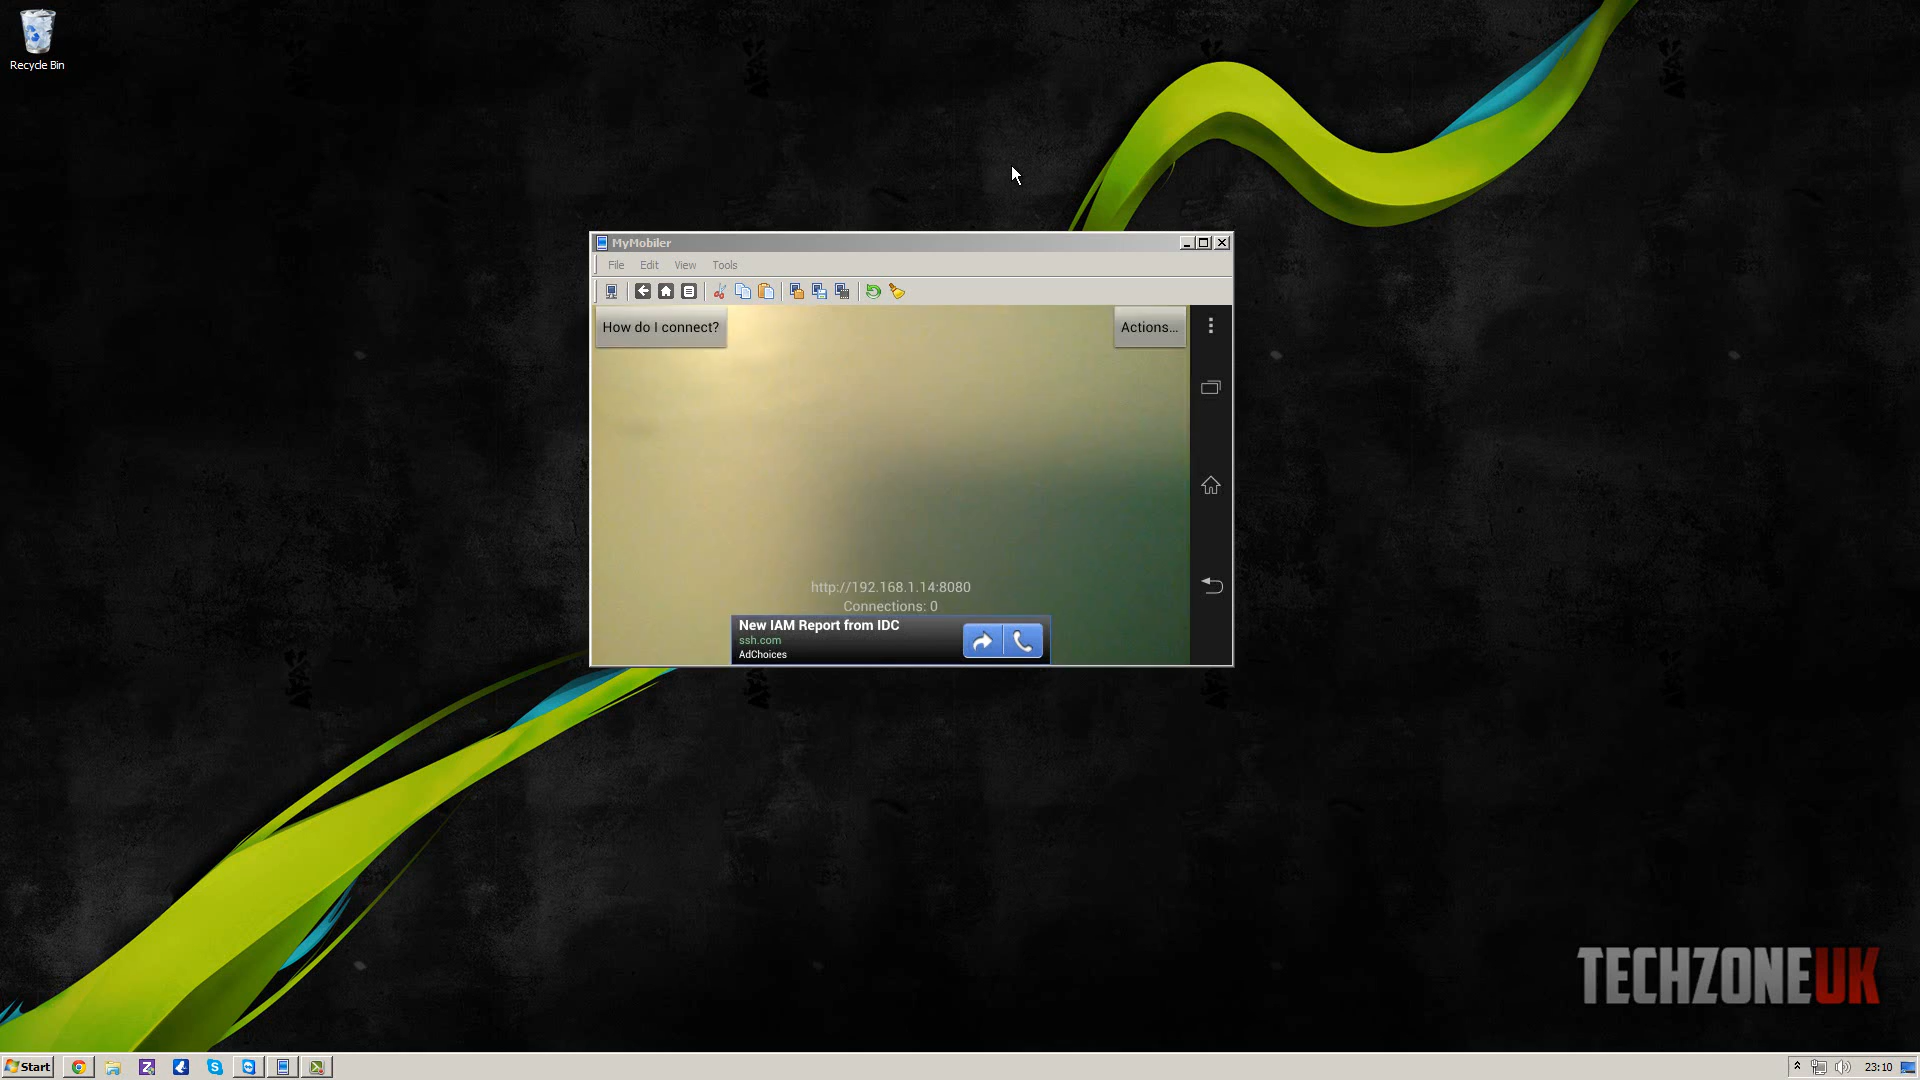 Recycle Bin
MyMobiler
File Edit View Tools
How do I connect?
Actions...
http://192.168.1.14:8080
Connections: 0
New IAM Report from IDC
ssh.com
AdChoices
TECHZONEUK
Start
23:10